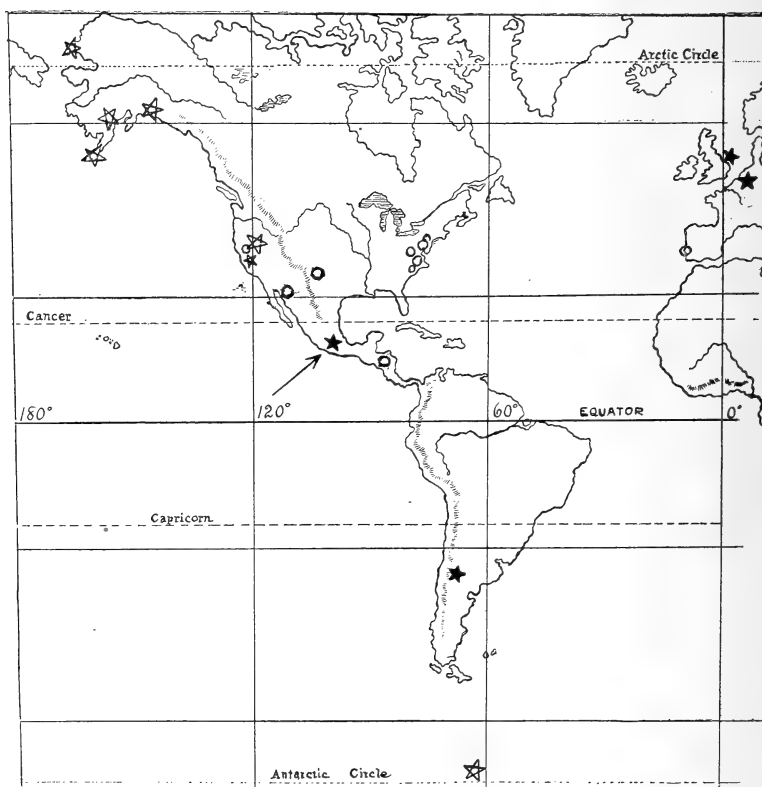 Arctic Circle
Cancer
180°
120°
60°
EQUATOR
0°
Capricorn
Antarctic Circle